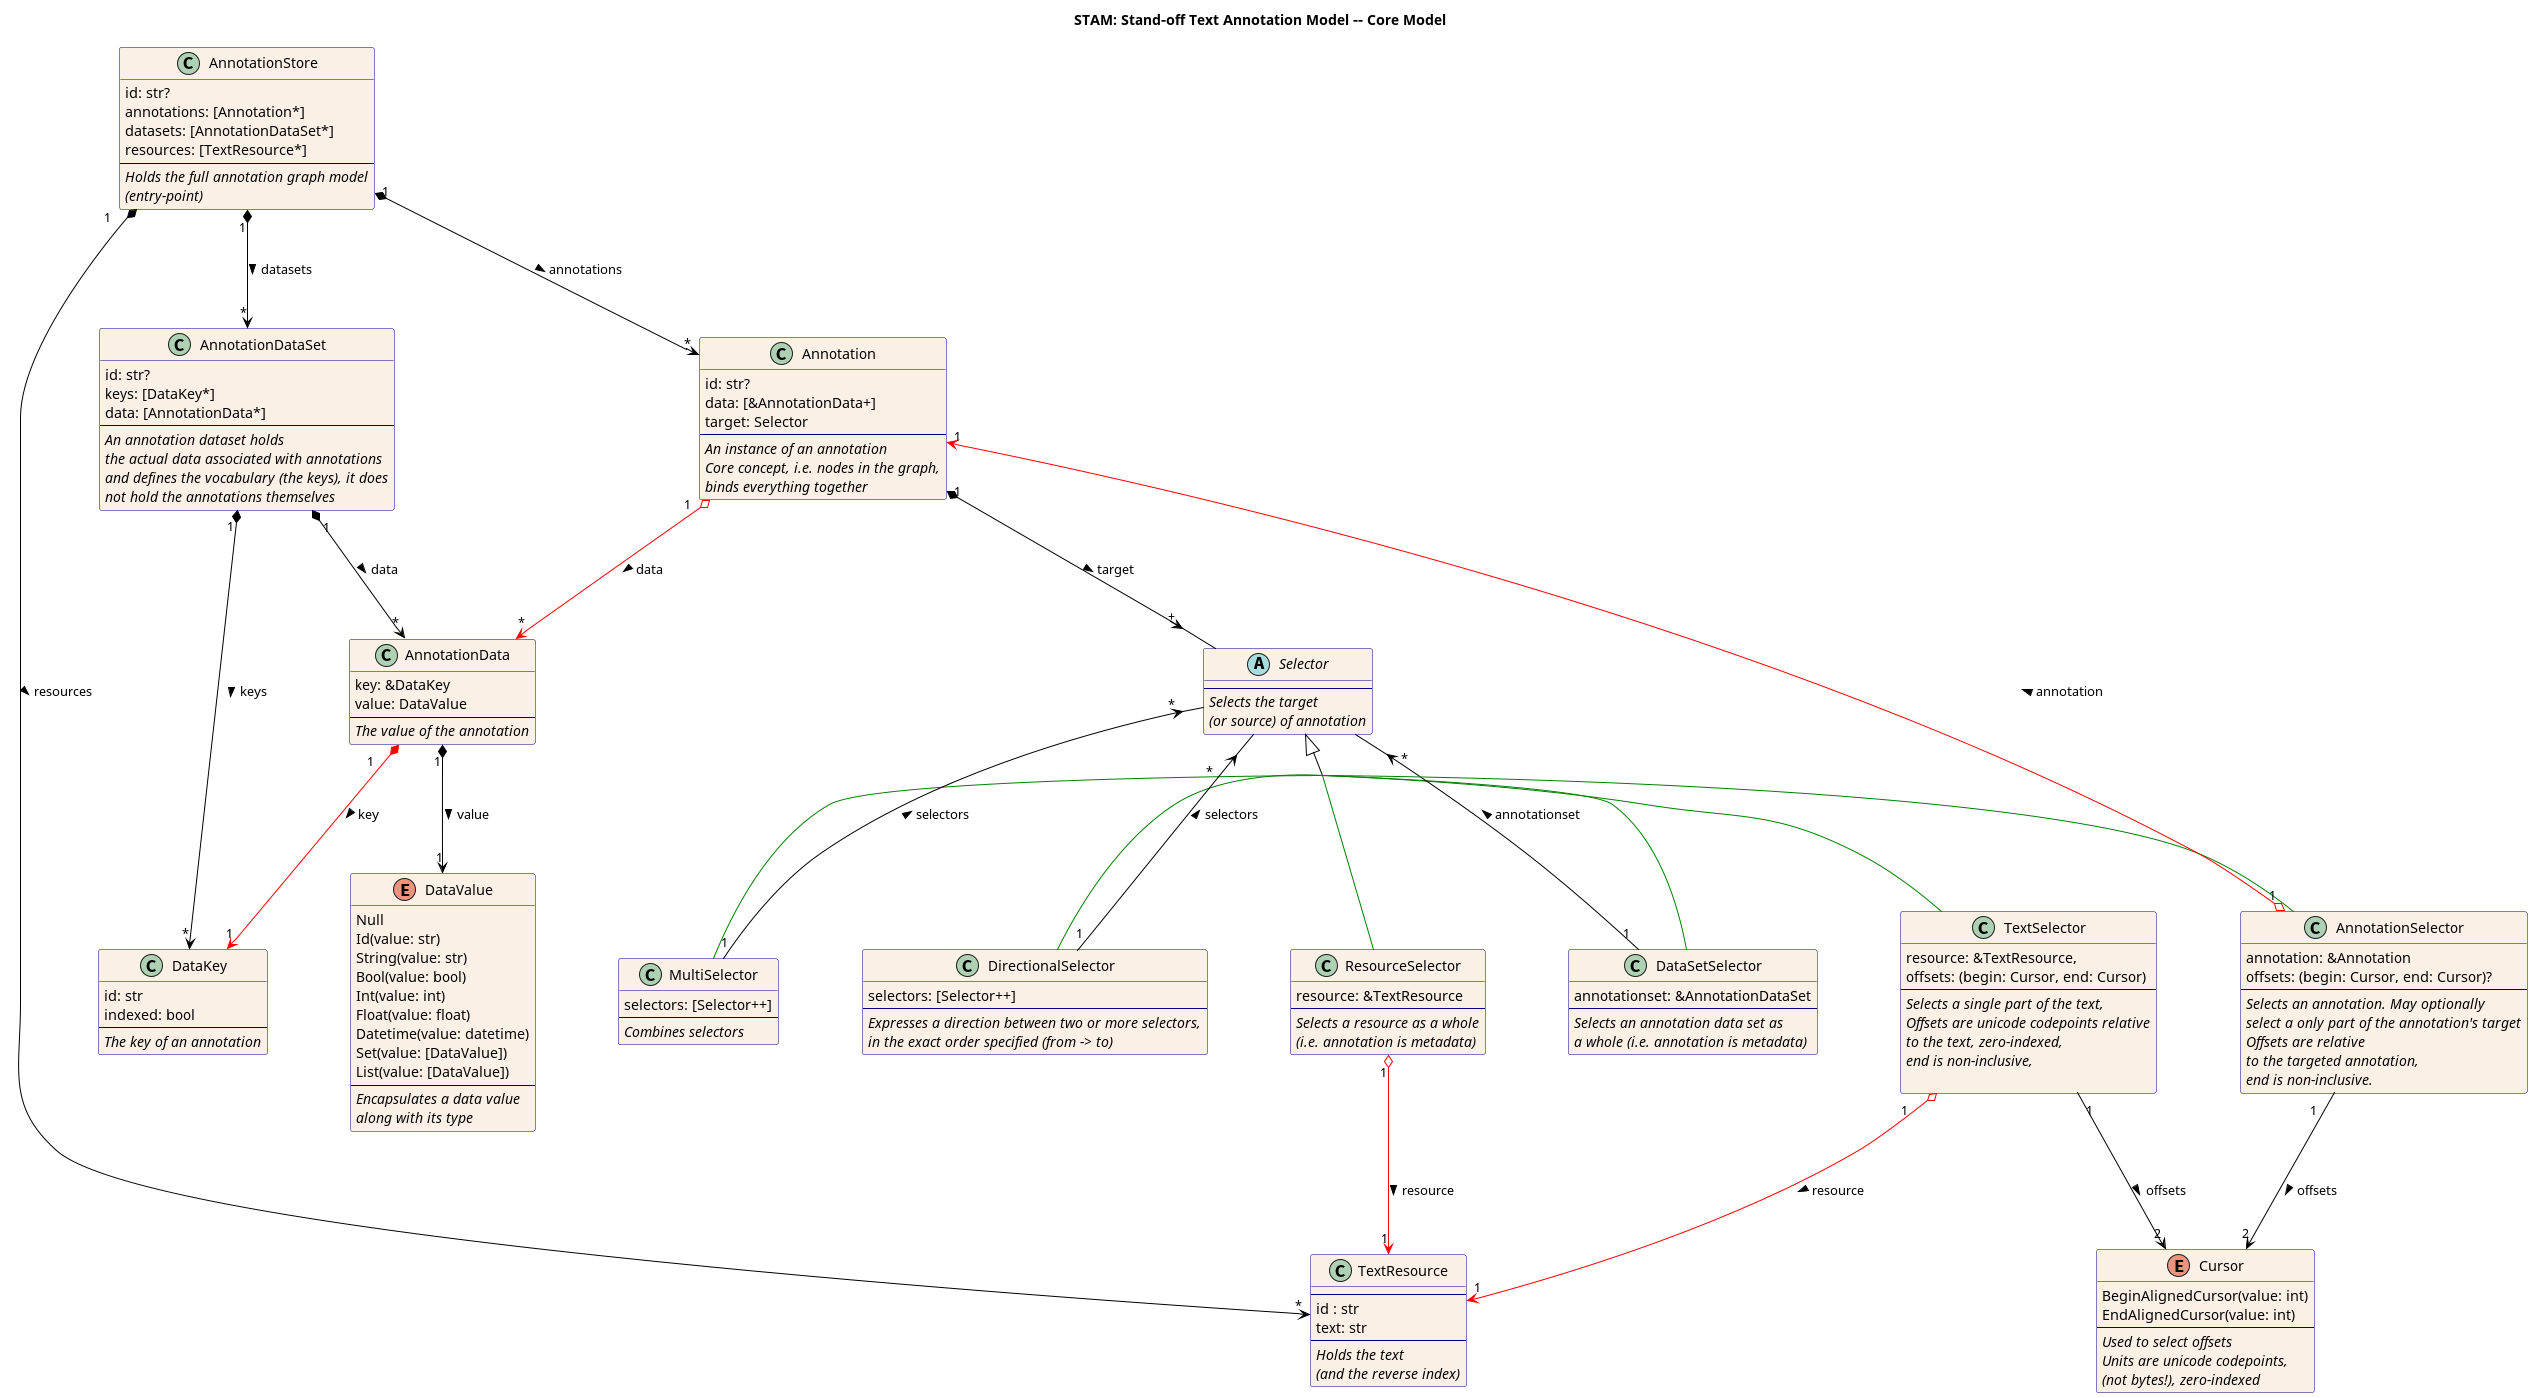 STAM: Stand-off Text Annotation Model -- Core Model
C AnnotationStore
id: str?
annotations: [Annotation*]
datasets: [AnnotationDataSet*]
resources: [TextResource*]
Holds the full annotation graph model
(entry-point)
1
1
1
datasets
annotations
*
*
C AnnotationDataSet
id: str?
keys: [DataKey*]
data: [AnnotationData*]
An annotation dataset holds
the actual data associated with annotations
and defines the vocabulary (the keys), it does
not hold the annotations themselves
1
1
C Annotation
id: str?
data: [&AnnotationData+]
target: Selector
An instance of an annotation
Core concept, i.e. nodes in the graph,
binds everything together
1
1
1
data
data
target
*
*
+
resources
keys
annotation
C AnnotationData
key: &DataKey
value: DataValue
The value of the annotation
1
1
A Selector
Selects the target
(or source) of annotation
*
*
*
key
value
selectors
selectors
annotationset
*
1
1
1
1
1
1
C DataKey
id: str
indexed: bool
The key of an annotation
E DataValue
Null
Id(value: str)
String(value: str)
Bool(value: bool)
Int(value: int)
Float(value: float)
Datetime(value: datetime)
Set(value: [DataValue])
List(value: [DataValue])
Encapsulates a data value
along with its type
C MultiSelector
selectors: [Selector++]
Combines selectors
C DirectionalSelector
selectors: [Selector++]
Expresses a direction between two or more selectors,
in the exact order specified (from -> to)
C ResourceSelector
resource: &TextResource
Selects a resource as a whole
(i.e. annotation is metadata)
C DataSetSelector
annotationset: &AnnotationDataSet
Selects an annotation data set as
a whole (i.e. annotation is metadata)
C TextSelector
resource: &TextResource,
offsets: (begin: Cursor, end: Cursor)
Selects a single part of the text,
Offsets are unicode codepoints relative
to the text, zero-indexed,
end is non-inclusive,
C AnnotationSelector
annotation: &Annotation
offsets: (begin: Cursor, end: Cursor)?
Selects an annotation. May optionally
select a only part of the annotation's target
Offsets are relative
to the targeted annotation,
end is non-inclusive.
1
1
1
1
resource
resource
offsets
offsets
1
1
2
2
*
C TextResource
id : str
text: str
Holds the text
(and the reverse index)
E Cursor
BeginAlignedCursor(value: int)
EndAlignedCursor(value: int)
Used to select offsets
Units are unicode codepoints,
(not bytes!), zero-indexed